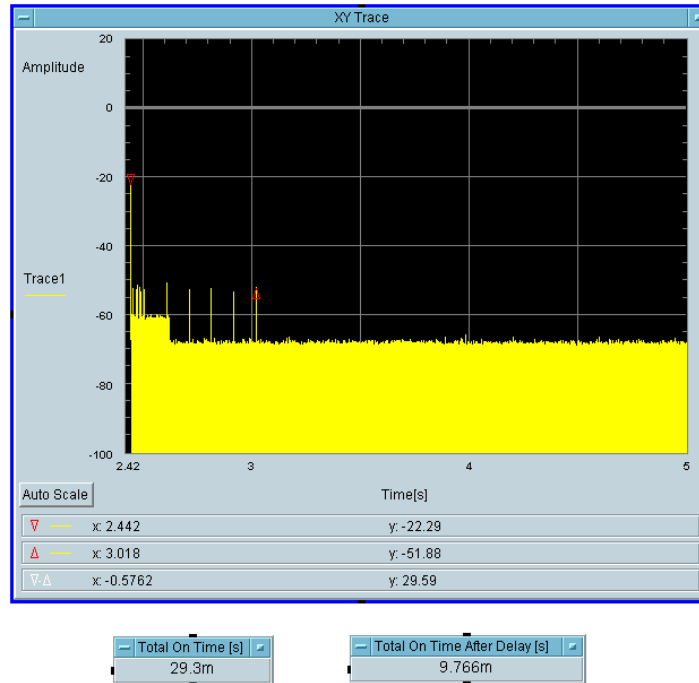 XY Trace
Amplitude
20
0
-20
-40
Trace1
-60
-80
-100
2.42 3 4 5
Auto Scale Time[s]
x: 2.442 y: -22.29
x: 3.018 y: -51.88
x: -0.5762 y: 29.59
Total On Time [s] Total On Time After Delay [s]
29.3m 9.766m